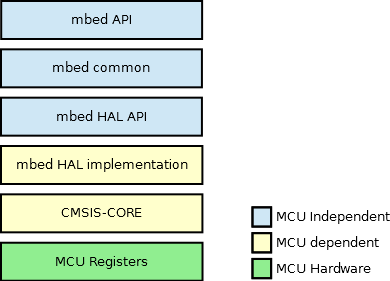 mbed API
mbed common
mbed HAL API
mbed HAL implementation
CMSIS-CORE
MCU Registers
MCU Independent
MCU dependent
MCU Hardware